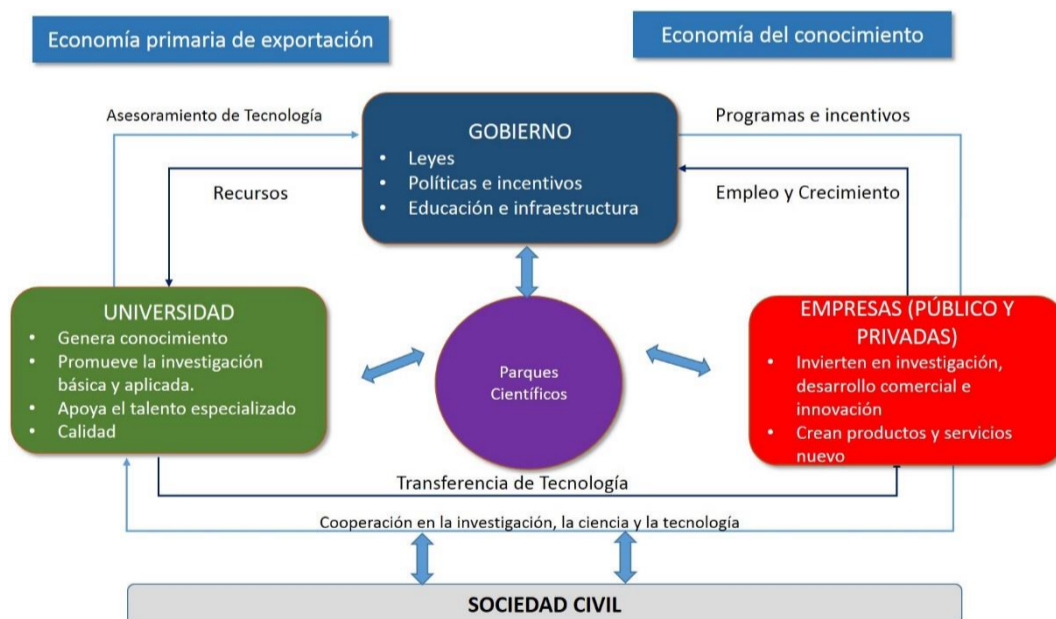 Economía primaria de exportación
Economía del conocimiento
Asesoramiento de Tecnología
GOBIERNO
• Leyes
• Políticas e incentivos
• Educación e infraestructura
Programas e incentivos
Recursos
Empleo y Crecimiento
UNIVERSIDAD
• Genera conocimiento
• Promueve la investigación
básica y aplicada.
• Apoya el talento especializado
• Calidad
Parques
Científicos
EMPRESAS (PÚBLICO Y
PRIVADAS)
• Invierten en investigación,
desarrollo comercial e
innovación
• Crean productos y servicios
nuevo
Transferencia de Tecnología
Cooperación en la investigación, la ciencia y la tecnología
SOCIEDAD CIVIL